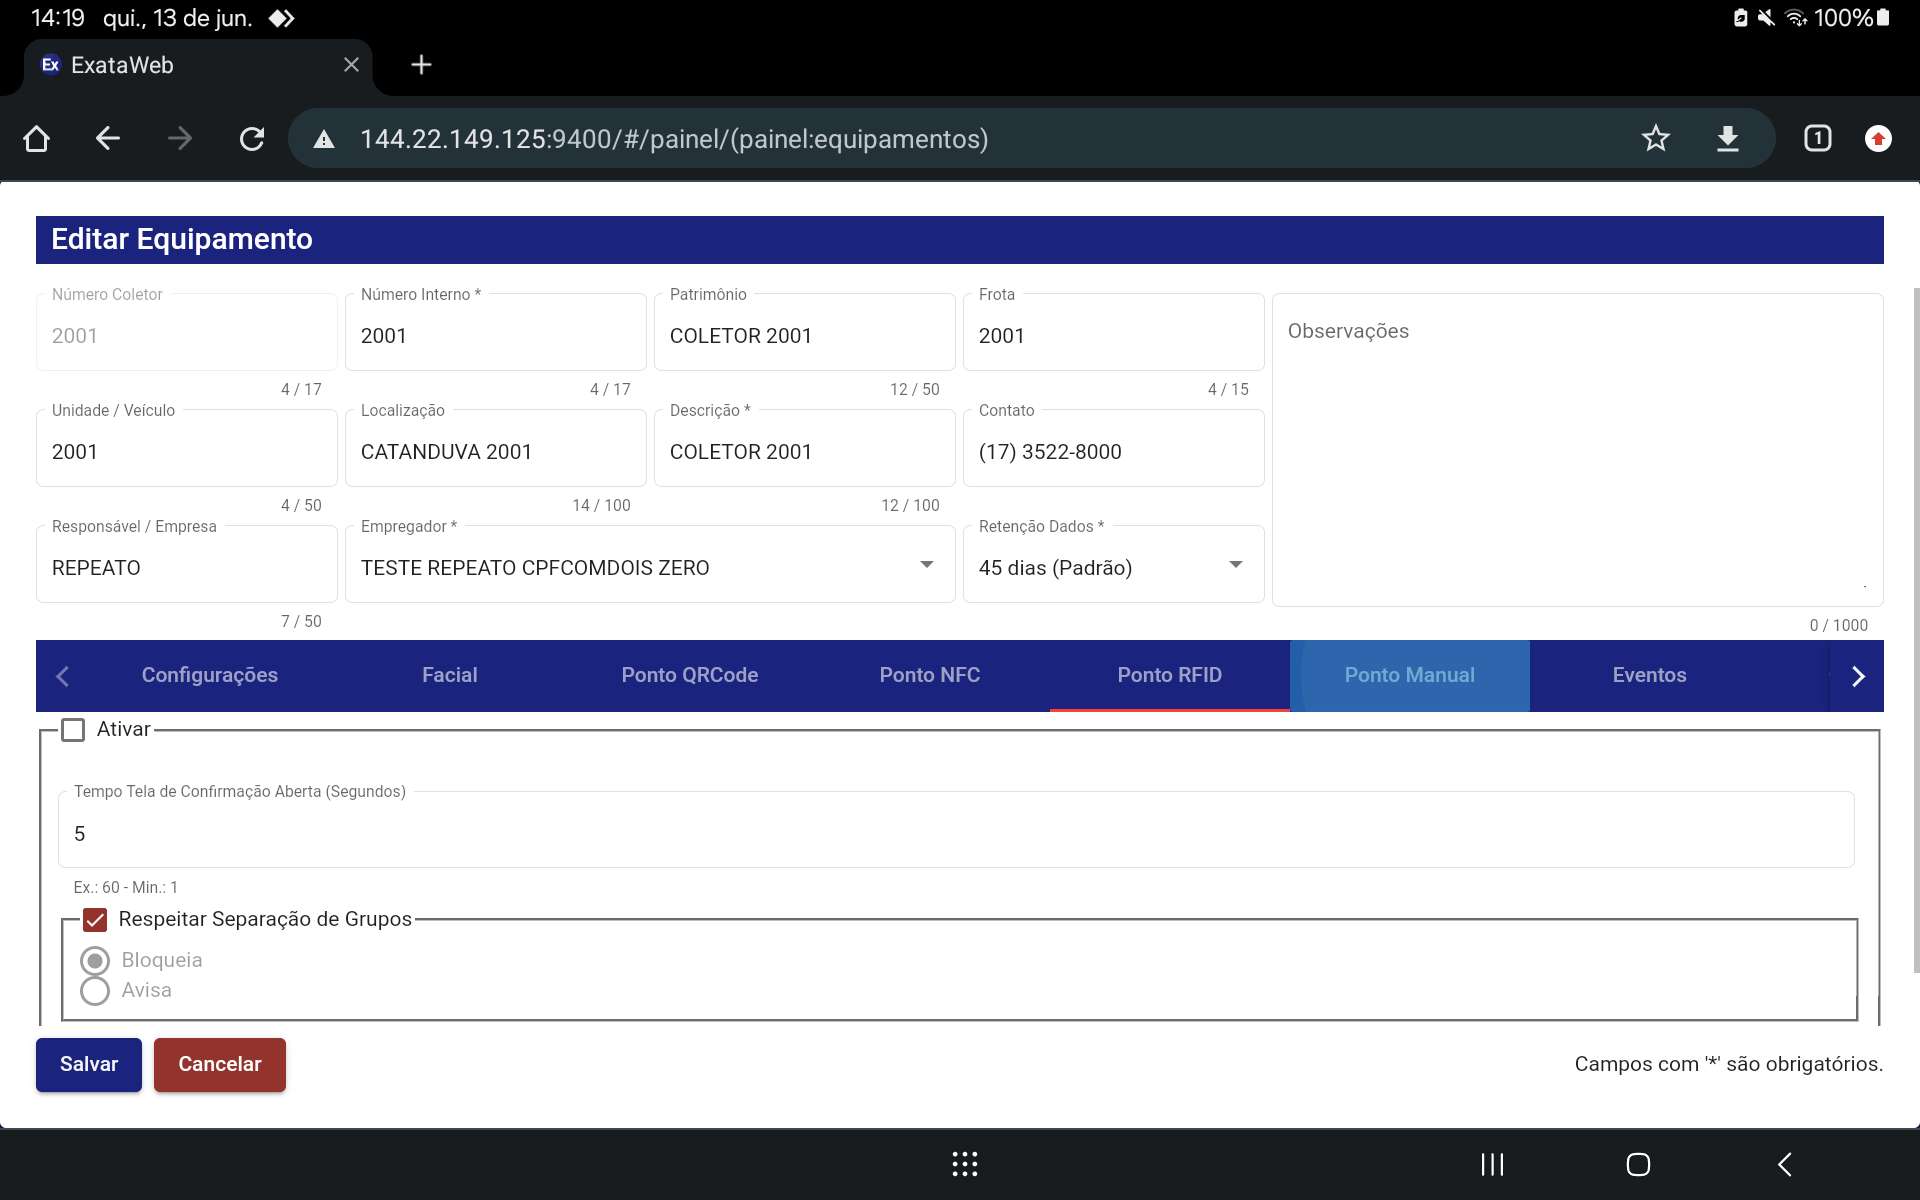 14:19 qui., 13 de jun. 100%
Ex ExataWeb
144.22.149.125:9400/#/painel/(painel:equipamentos) 1
Editar Equipamento
Número Coletor Número Interno * Patrimônio Frota
2001 2001 COLETOR 2001 2001 Observações
4 / 17 4 / 17 12 / 50 4 / 15
Unidade / Veículo Localização Descrição * Contato
2001 CATANDUVA 2001 COLETOR 2001 (17) 3522-8000
4 / 50 14 / 100 12 / 100
Responsável / Empresa Empregador * Retenção Dados *
REPEATO TESTE REPEATO CPFCOMDOIS ZERO 45 dias (Padrão)
7 / 50 0 / 1000
Configurações Facial Ponto QRCode Ponto NFC Ponto RFID Ponto Manual Eventos
Ativar
Tempo Tela de Confirmação Aberta (Segundos)
5
Ex.: 60 - Min.: 1
Respeitar Separação de Grupos
Bloqueia
Avisa
Salvar Cancelar Campos com '*' são obrigatórios.